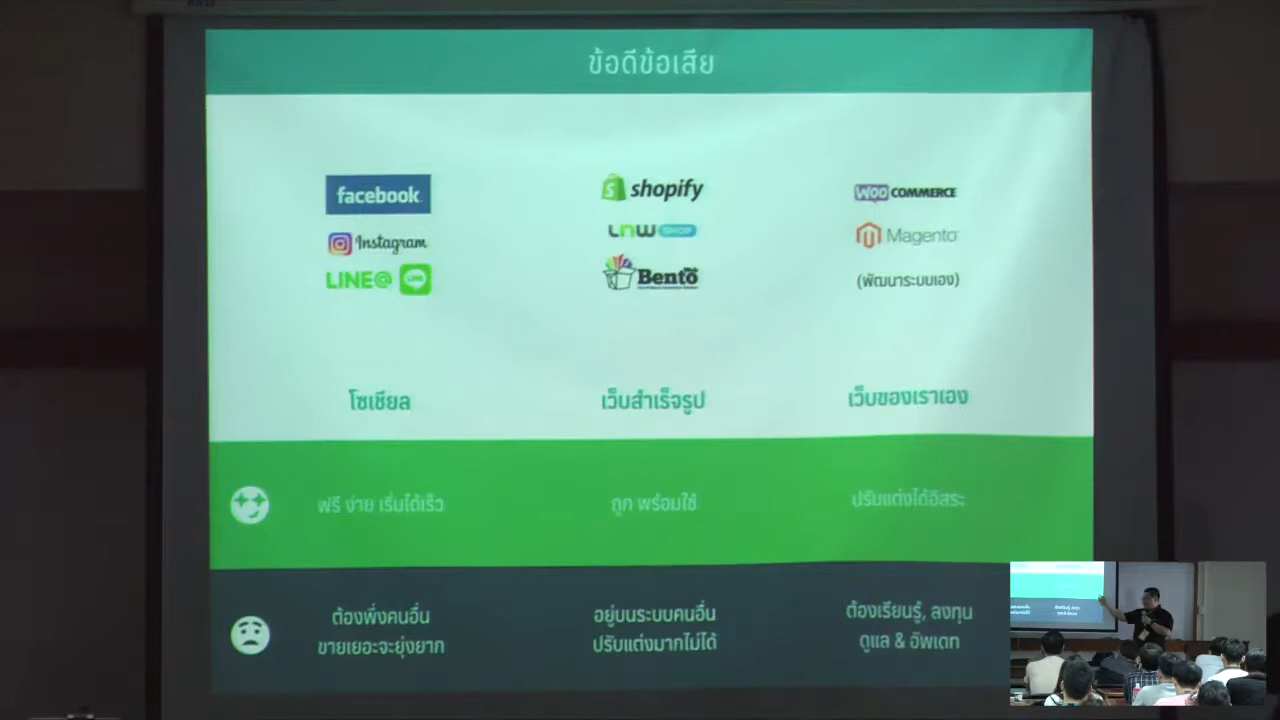 ข้อดีข้อเสีย
facebook
Instagram
LINE@ LINE
shopify
LnW SHOP
Bento
WOO COMMERCE
Magento
(พัฒนาระบบเอง)
โซเชียล
เว็บสำเร็จรูป
เว็บของเราเอง
ฟรี ง่าย เริ่มได้เร็ว
ถูก พร้อมใช้
ปรับแต่งได้อิสระ
ต้องพึ่งคนอื่น
ขายเยอะจะยุ่งยาก
อยู่บนระบบคนอื่น
ปรับแต่งมากไม่ได้
ต้องเรียนรู้, ลงทุน
ดูแล & อัพเดท